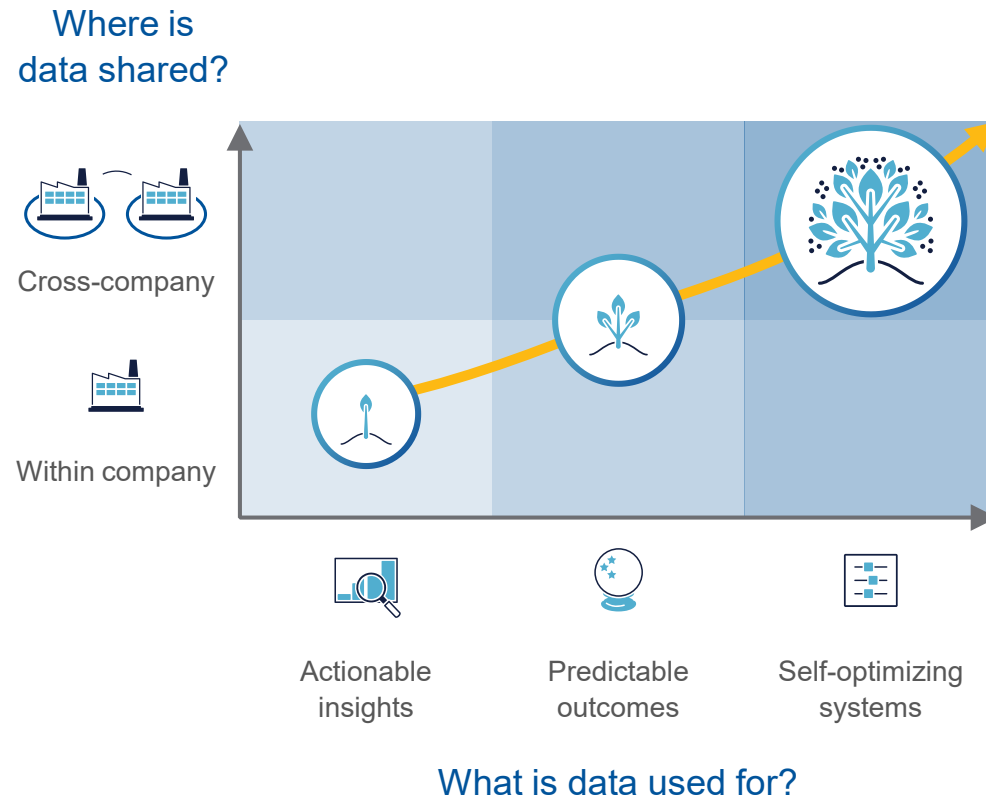 Where is
data shared?
Cross-company
Within company
Actionable
insights
Predictable
outcomes
Self-optimizing
systems
What is data used for?